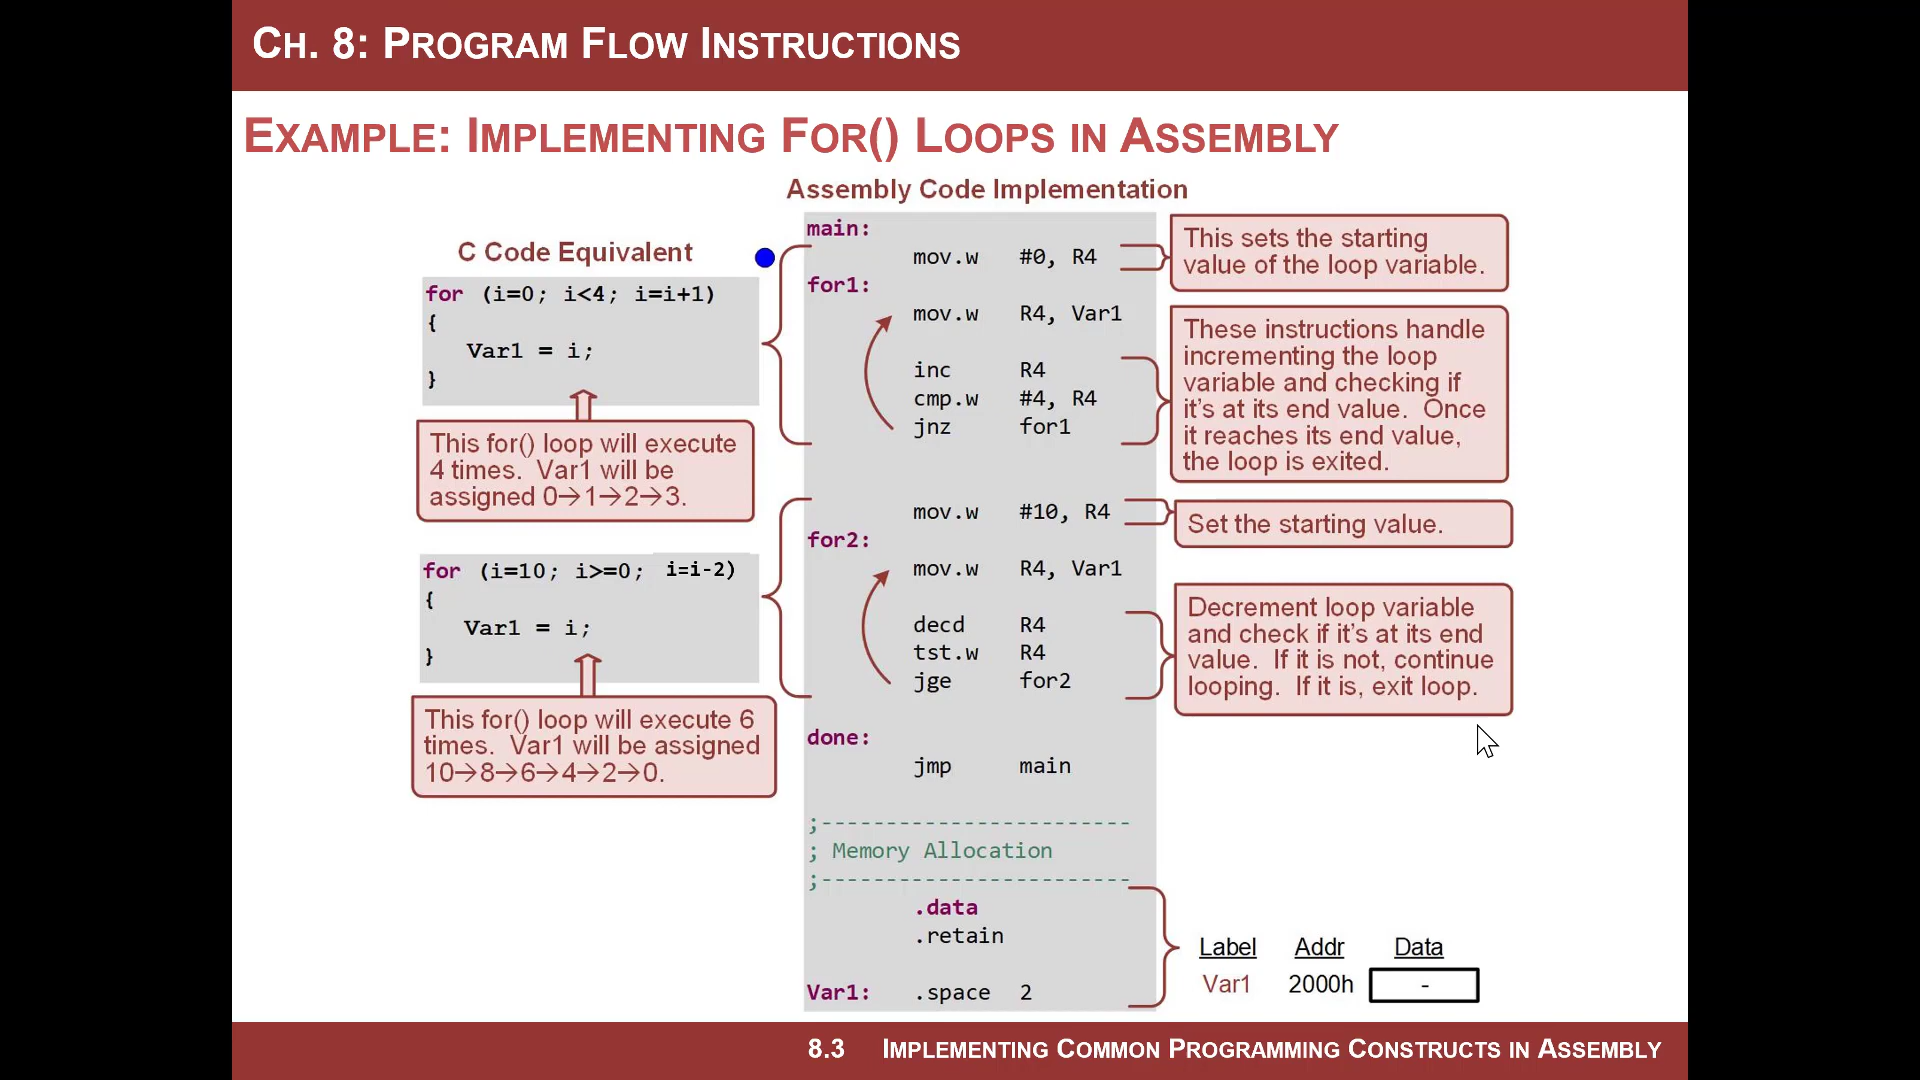 CH. 8: PROGRAM FLOW INSTRUCTIONS
EXAMPLE: IMPLEMENTING FOR() LOOPS IN ASSEMBLY
C Code Equivalent
for (i=0; i<4; i=i+1)
{
Var1 = i;
}
This for() loop will execute
4 times. Var1 will be
assigned 0→1→2→3.
for (i=10; i>=0; i=i-2)
{
Var1 = i;
}
This for() loop will execute 6
times. Var1 will be assigned
10→8→6→4→2→0.
Assembly Code Implementation
main:
mov.w #0, R4
for1:
mov.w R4, Var1
inc R4
cmp.w #4, R4
jnz for1
mov.w #10, R4
for2:
mov.w R4, Var1
decd R4
tst.w R4
jge for2
done:
jmp main
;------------------------
; Memory Allocation
;------------------------
.data
.retain
Var1: .space 2
This sets the starting
value of the loop variable.
These instructions handle
incrementing the loop
variable and checking if
it's at its end value. Once
it reaches its end value,
the loop is exited.
Set the starting value.
Decrement loop variable
and check if it's at its end
value. If it is not, continue
looping. If it is, exit loop.
Label Addr Data
Var1 2000h -
8.3 IMPLEMENTING COMMON PROGRAMMING CONSTRUCTS IN ASSEMBLY